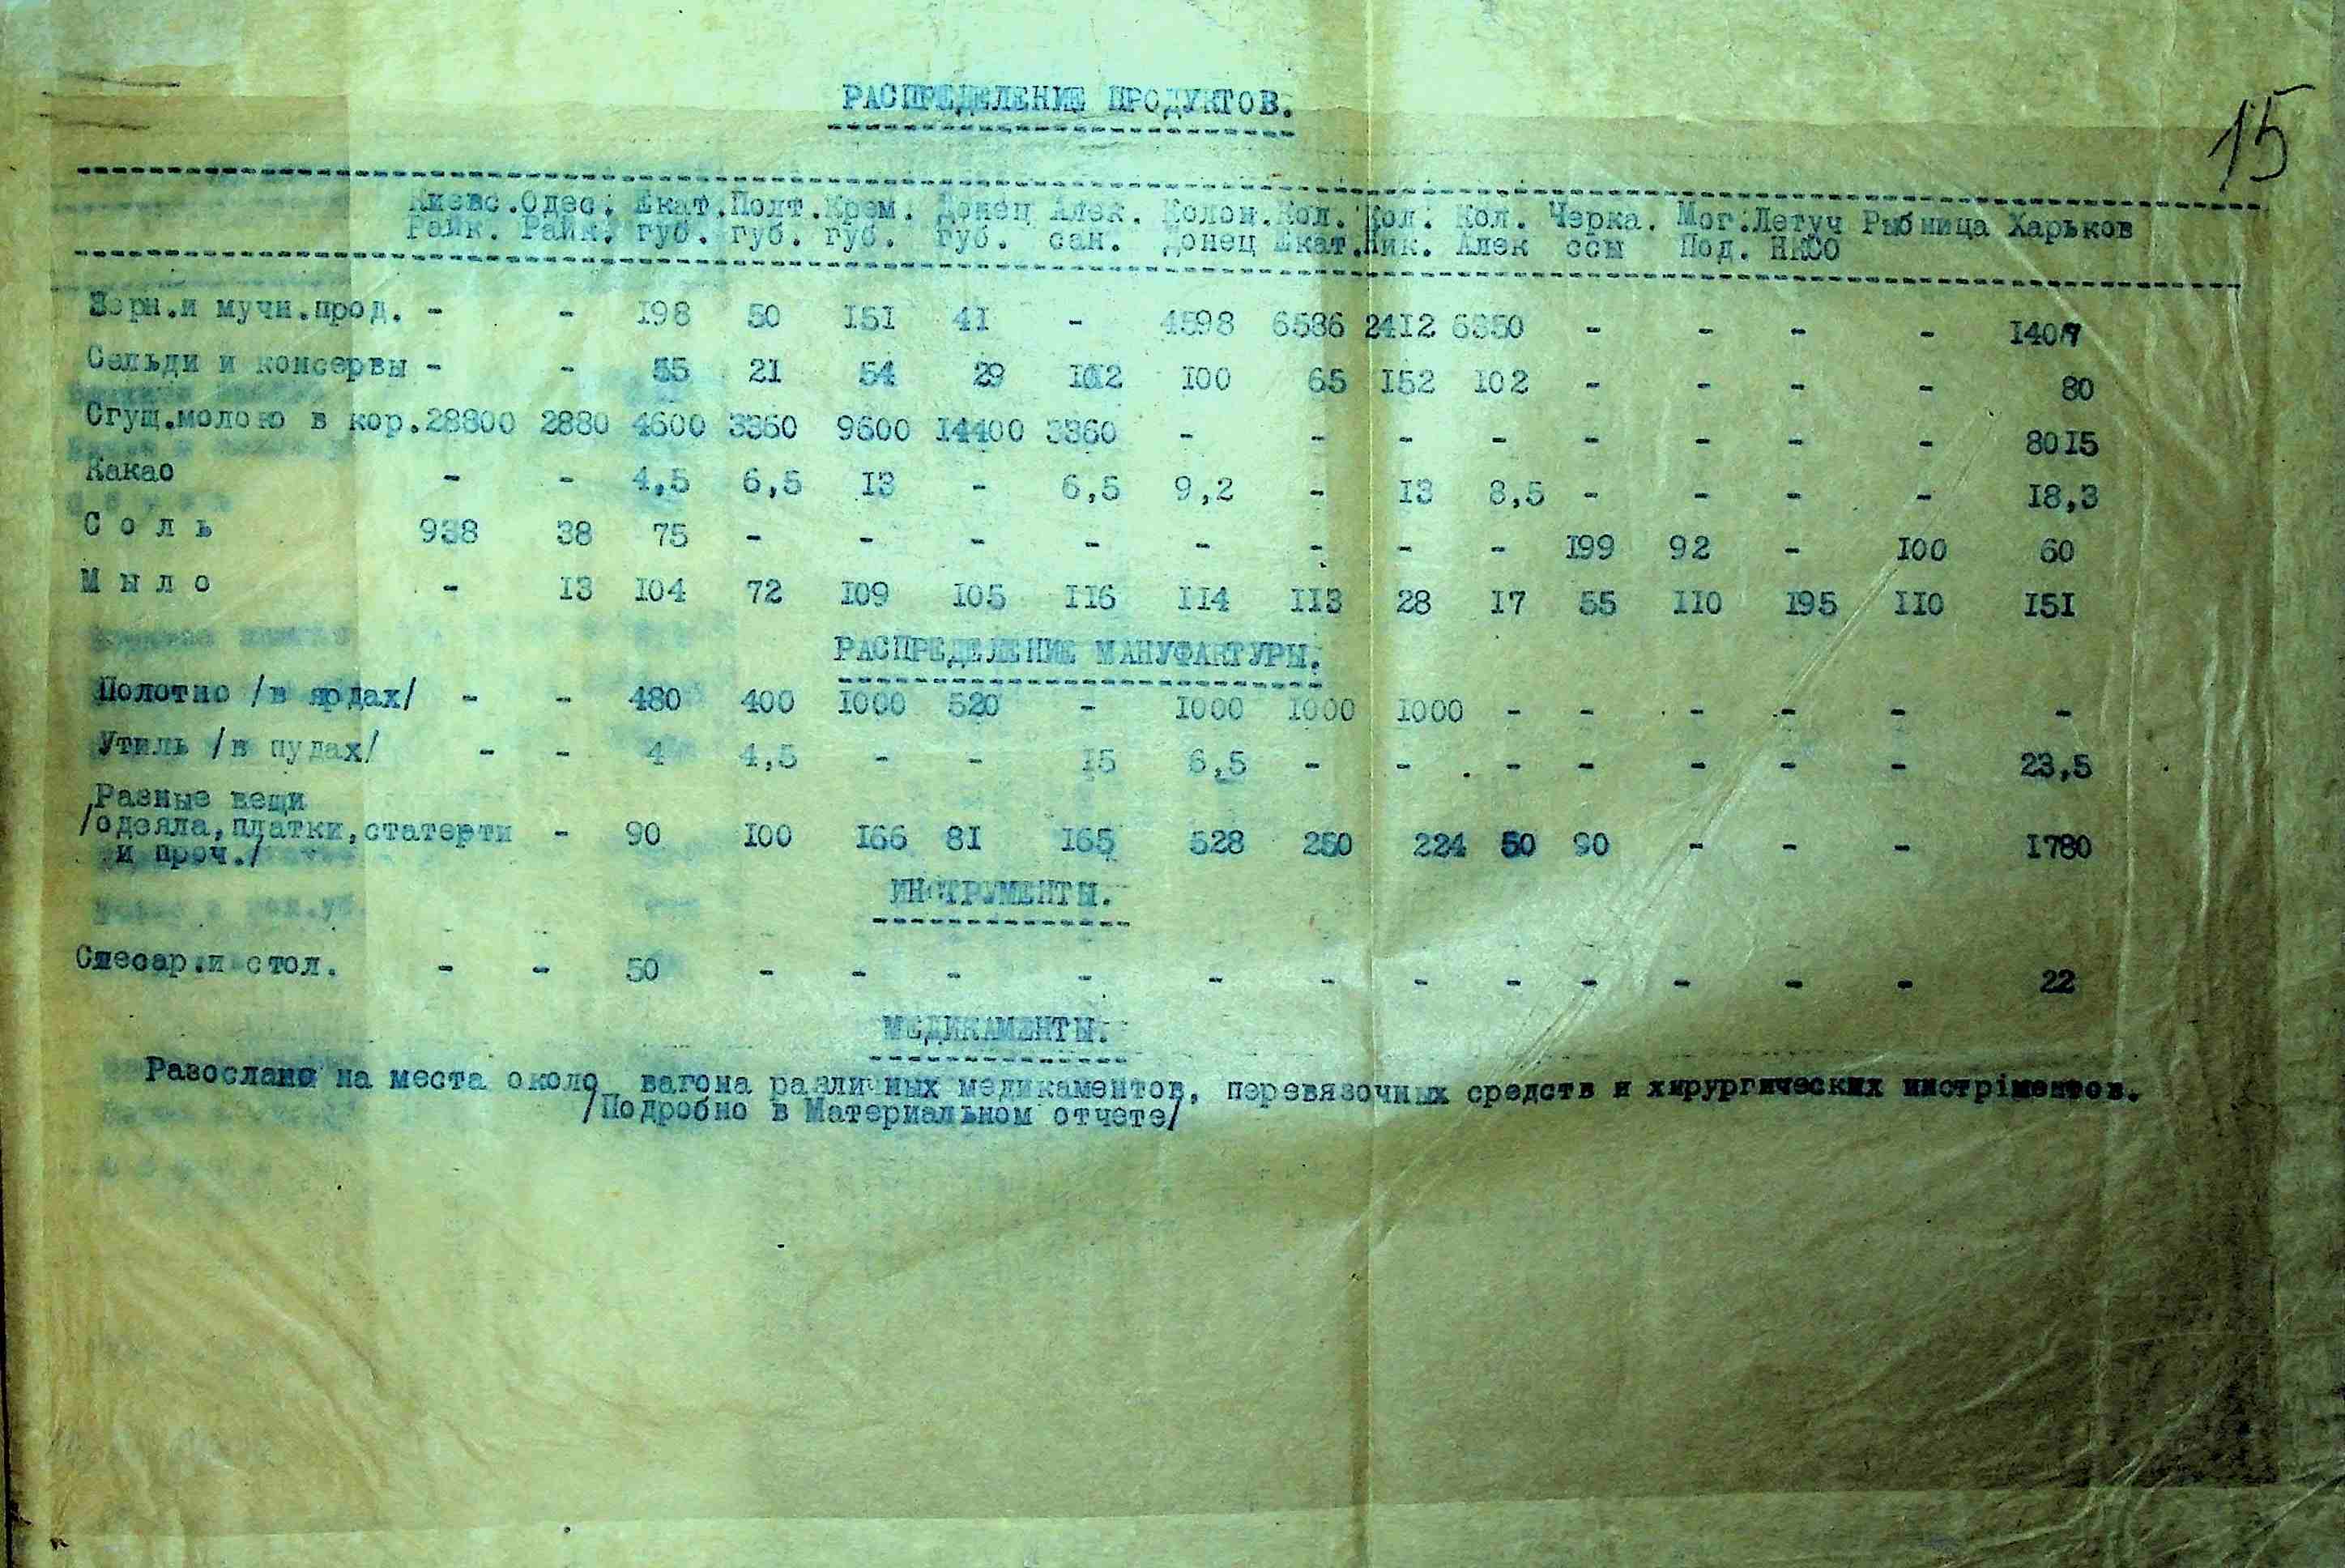 15
РАСПРЕДЕЛЕНИЕ ПРОДУКТОВ.
Киевс. Одес. Екат. Полт. Крем. Донец Алек. Колон. Кол. Кол. Кол. Черка. Мог. Летуч Рыбница Харьков
Райк. Райк. губ. губ. губ. губ. сан. Донец Екат. Ник. Алек ссы Под. НКСО
Зерн.и мучн.прод. - - 198 50 151 41 - 4598 6586 2412 6350 - - - - 1407
Сельди и консервы - - 55 21 54 29 1012 100 65 152 102 - - - - 80
Сгущ.молоко в кор. 28800 2880 4600 3360 9600 14400 3360 - - - - - - - - 8015
Какао - - 4,5 6,5 13 - 6,5 9,2 - 13 8,5 - - - - 18,3
С о л ь 938 38 75 - - - - - - - - 199 92 - 100 60
М ы л о - 13 104 72 109 105 116 114 113 28 17 55 110 195 110 151
РАСПРЕДЕЛЕНИЕ МАНУФАКТУРЫ.
Полотно /в ярдах/ - - 480 400 1000 520 - 1000 1000 1000 - - - - - -
Утиль /в пудах/ - - 4 4,5 - - 15 6,5 - - - - - - - 23,5
Разные вещи
/одеяла,платки,статерти - 90 100 166 81 165 528 250 224 50 90 - - - 1780
и проч./
ИНСТРУМЕНТЫ.
Слесар.и стол. - - 50 - - - - - - - - - - - - 22
МЕДИКАМЕНТЫ.
Разослано на места около вагона различных медикаментов, перевязочных средств и хирургических инстріментов.
/Подробно в Материальном отчете/